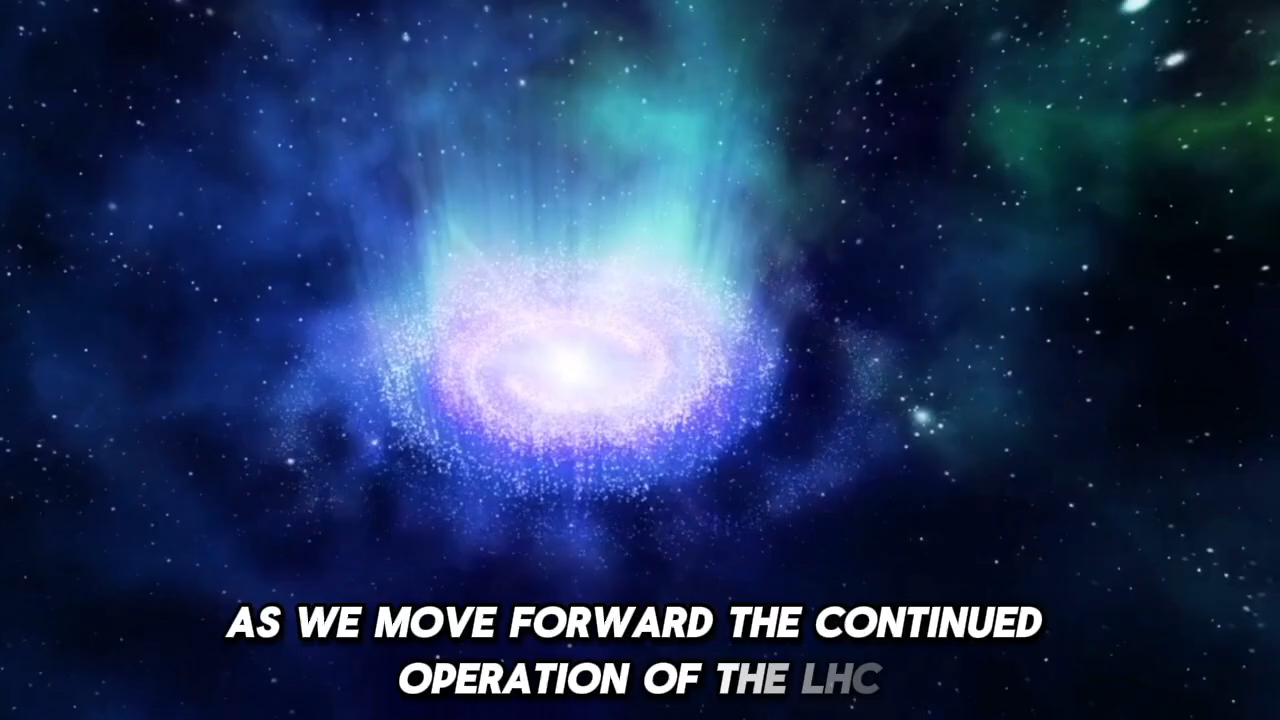 AS WE MOVE FORWARD THE CONTINUED
OPERATION OF THE LHC